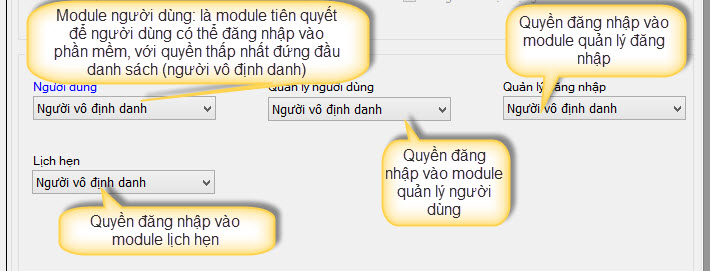 Module người dùng: là module tiên quyết
để người dùng có thể đăng nhập vào
phần mềm, với quyền thấp nhất đứng đầu
danh sách (người vô định danh)
Quyền đăng nhập vào
module quản lý đăng
nhập
Người dùng
Quản lý người dùng
Quản lý đăng nhập
Người vô định danh
Người vô định danh
Người vô định danh
Quyền đăng
nhập vào module
quản lý người
dùng
Lịch hẹn
Người vô định danh
Quyền đăng nhập vào
module lịch hẹn